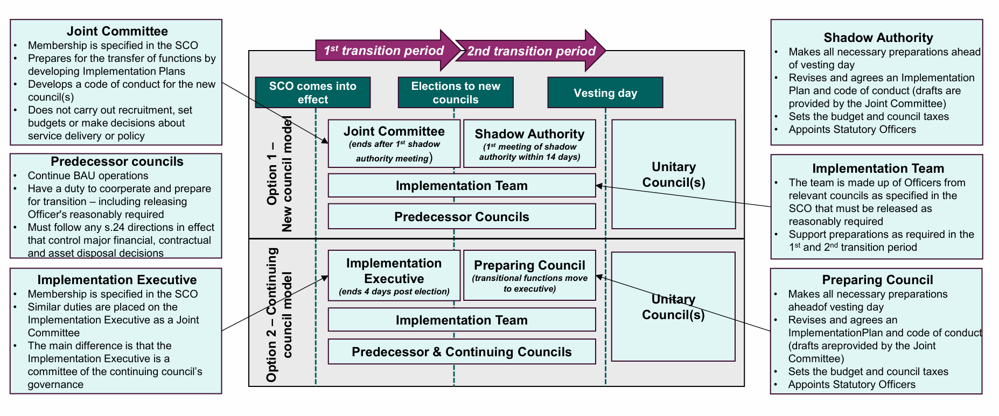 Joint Committee
• Membership is specified in the SCO
• Prepares for the transfer of functions by
developing Implementation Plans
• Develops a code of conduct for the new
council(s)
• Does not carry out recruitment, set
budgets or make decisions about
service delivery or policy
Predecessor councils
• Continue BAU operations
• Have a duty to coorperate and prepare
for transition – including releasing
Officer's reasonably required
• Must follow any s.24 directions in effect
that control major financial, contractual
and asset disposal decisions
Implementation Executive
• Membership is specified in the SCO
• Similar duties are placed on the
Implementation Executive as a Joint
Committee
• The main difference is that the
Implementation Executive is a
committee of the continuing council’s
governance
1st transition period
2nd transition period
SCO comes into
effect
Elections to new
councils
Vesting day
Option 1 –
New council model
Joint Committee
(ends after 1st shadow
authority meeting)
Shadow Authority
(1st meeting of shadow
authority within 14 days)
Implementation Team
Predecessor Councils
Unitary
Council(s)
Option 2 – Continuing
council model
Implementation
Executive
(ends 4 days post election)
Preparing Council
(transitional functions move
to executive)
Implementation Team
Predecessor & Continuing Councils
Unitary
Council(s)
Shadow Authority
• Makes all necessary preparations ahead
of vesting day
• Revises and agrees an Implementation
Plan and code of conduct (drafts are
provided by the Joint Committee)
• Sets the budget and council taxes
• Appoints Statutory Officers
Implementation Team
• The team is made up of Officers from
relevant councils as specified in the
SCO that must be released as
reasonably required
• Support preparations as required in the
1st and 2nd transition period
Preparing Council
• Makes all necessary preparations
aheadof vesting day
• Revises and agrees an
ImplementationPlan and code of conduct
(drafts areprovided by the Joint
Committee)
• Sets the budget and council taxes
• Appoints Statutory Officers